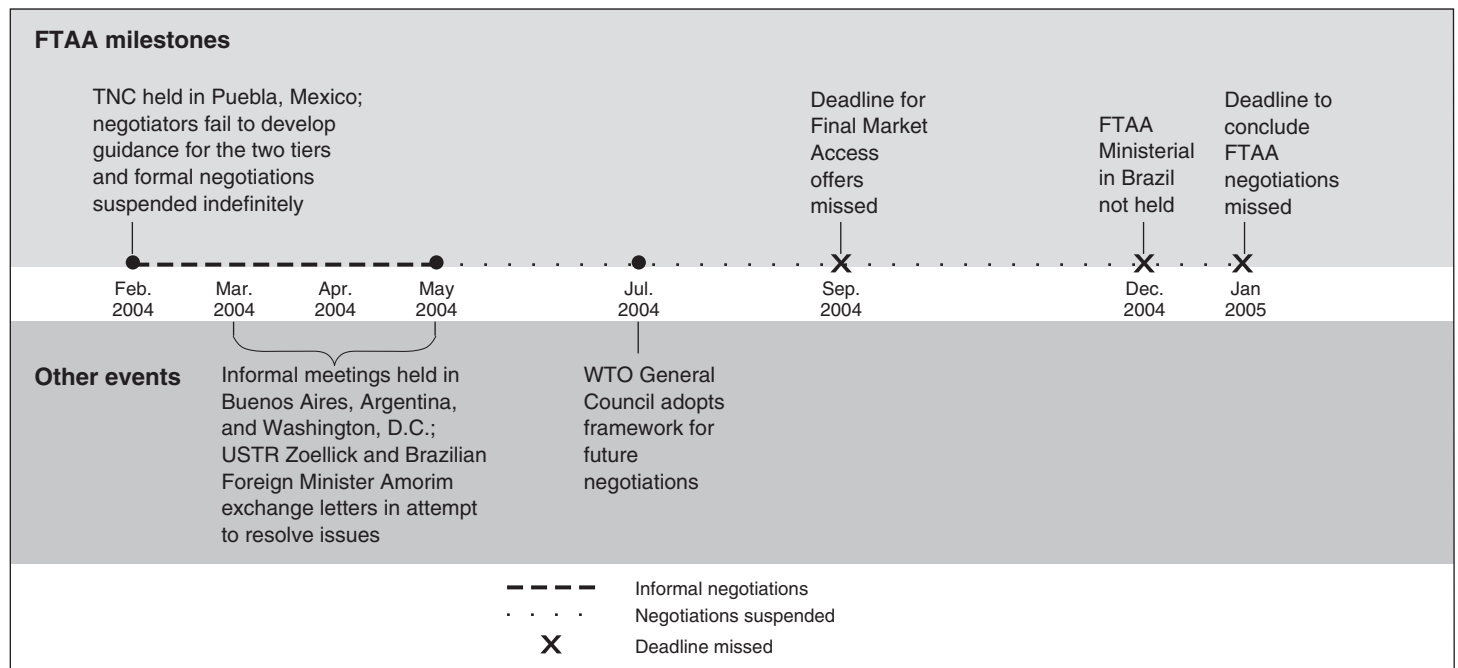 FTAA milestones
TNC held in Puebla, Mexico;
negotiators fail to develop
guidance for the two tiers
and formal negotiations
suspended indefinitely
Deadline for
Final Market
Access
offers
missed
FTAA
Ministerial
in Brazil
not held
Deadline to
conclude
FTAA
negotiations
missed
X
X
X
Feb.
2004
Mar.
2004
Apr.
2004
May
2004
Jul.
2004
Sep.
2004
Dec.
2004
Jan
2005
Other events
Informal meetings held in
Buenos Aires, Argentina,
and Washington, D.C.;
USTR Zoellick and Brazilian
Foreign Minister Amorim
exchange letters in attempt
to resolve issues
WTO General
Council adopts
framework for
future
negotiations
Informal negotiations
Negotiations suspended
X Deadline missed